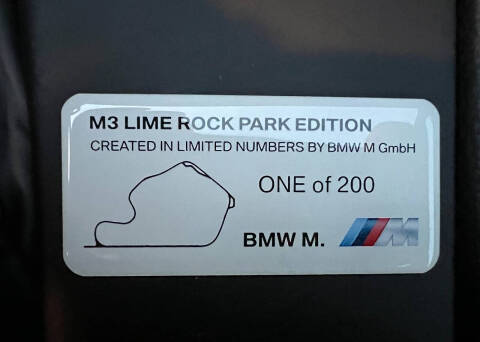 M3 LIME ROCK PARK EDITION
CREATED IN LIMITED NUMBERS BY BMW M GmbH
ONE of 200
BMW M. M